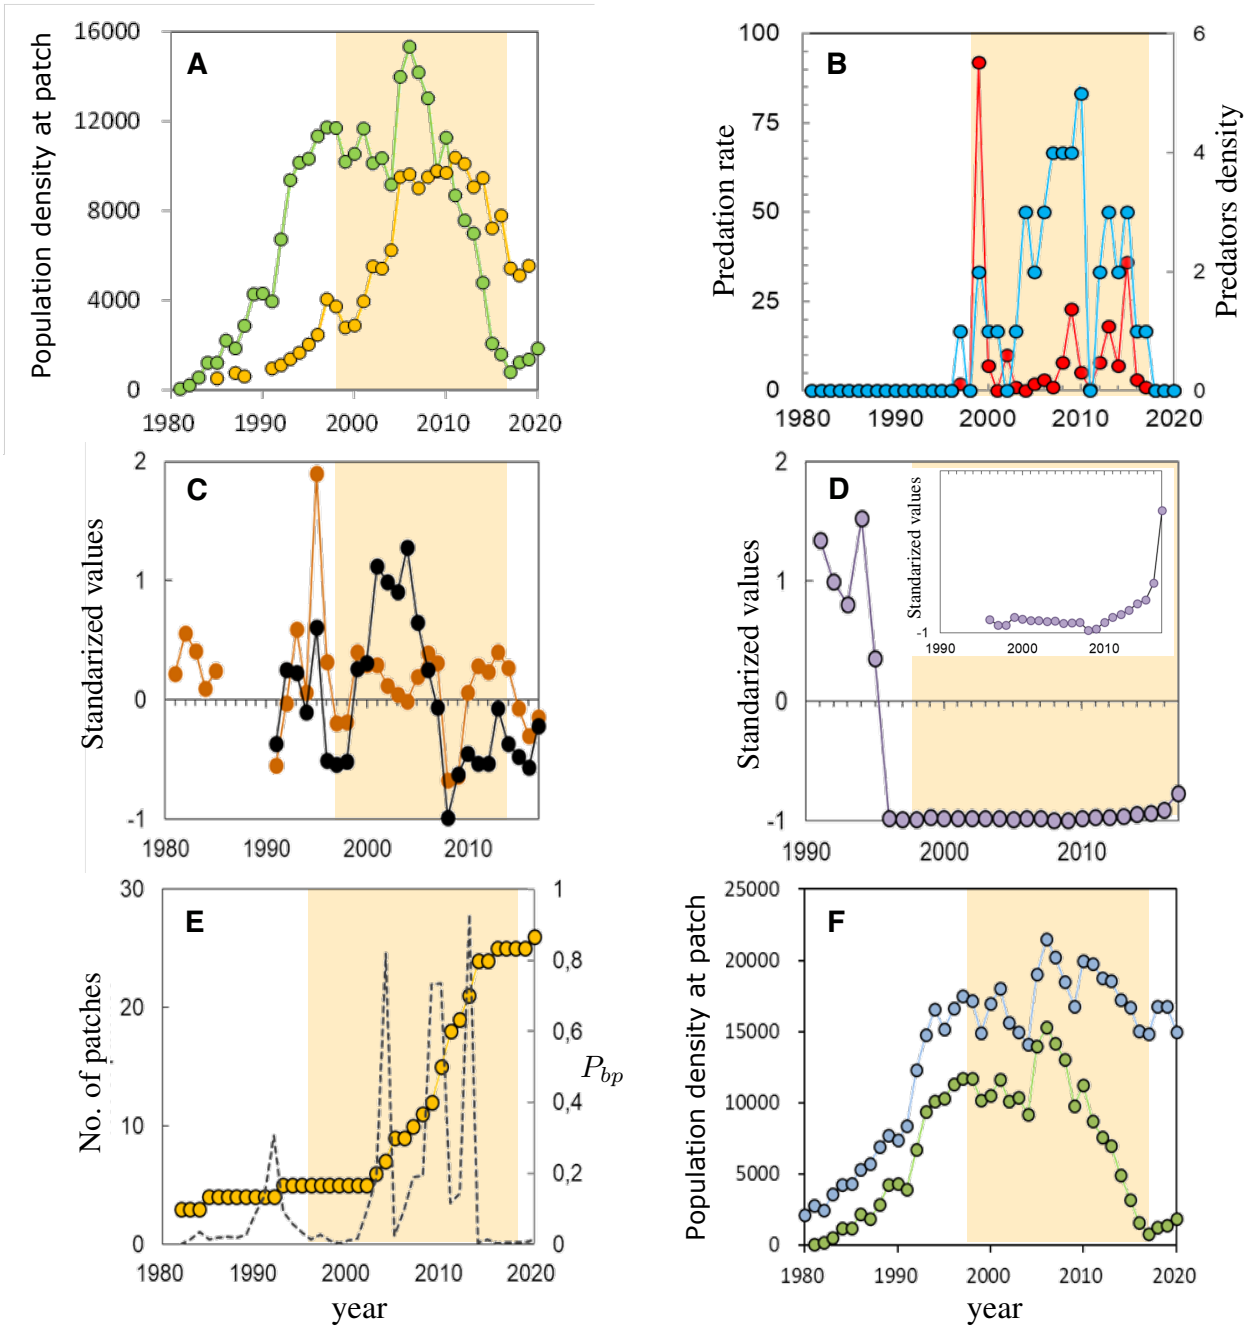 A
Population density at patch
16000
12000
8000
4000
0
1980 1990 2000 2010 2020
B
Predation rate
100
75
50
25
0
Predators density
6
4
2
0
1980 1990 2000 2010 2020
C
Standarized values
2
1
0
-1
1980 1990 2000 2010
D
Standarized values
2
1
0
-1
1990 2000 2010
Standarized values
-1
1990 2000 2010
E
No. of patches
30
20
10
0
1
0,8
0,6
0,4
0,2
0
P_bp
1980 1990 2000 2010 2020
year
F
Population density at patch
25000
20000
15000
10000
5000
0
1980 1990 2000 2010 2020
year